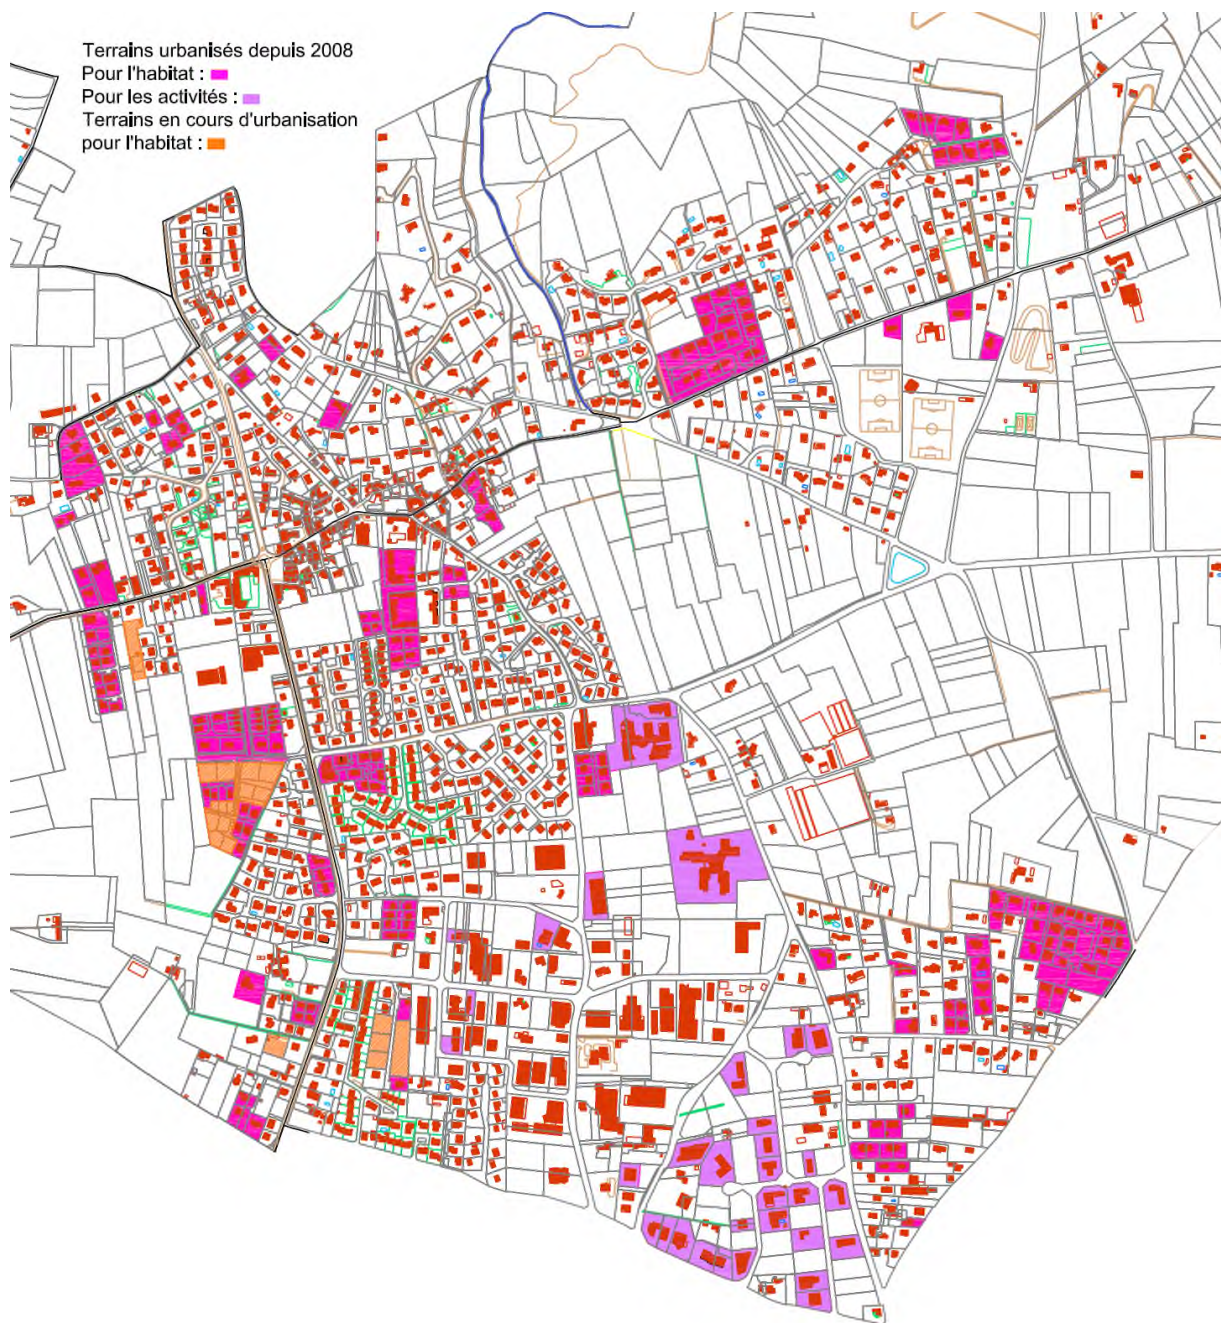 Terrains urbanisés depuis 2008
Pour l'habitat :
Pour les activités :
Terrains en cours d'urbanisation
pour l'habitat :